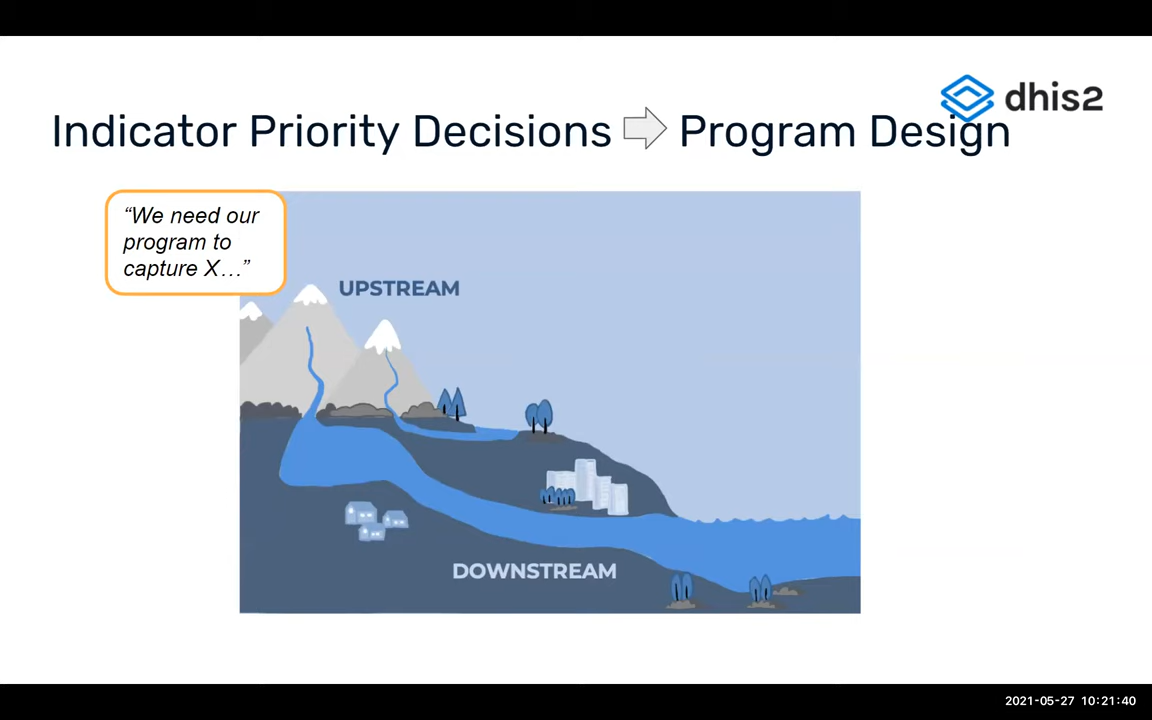 dhis2
Indicator Priority Decisions Program Design
“We need our
program to
capture X…”
UPSTREAM
DOWNSTREAM
2021-05-27 10:21:40